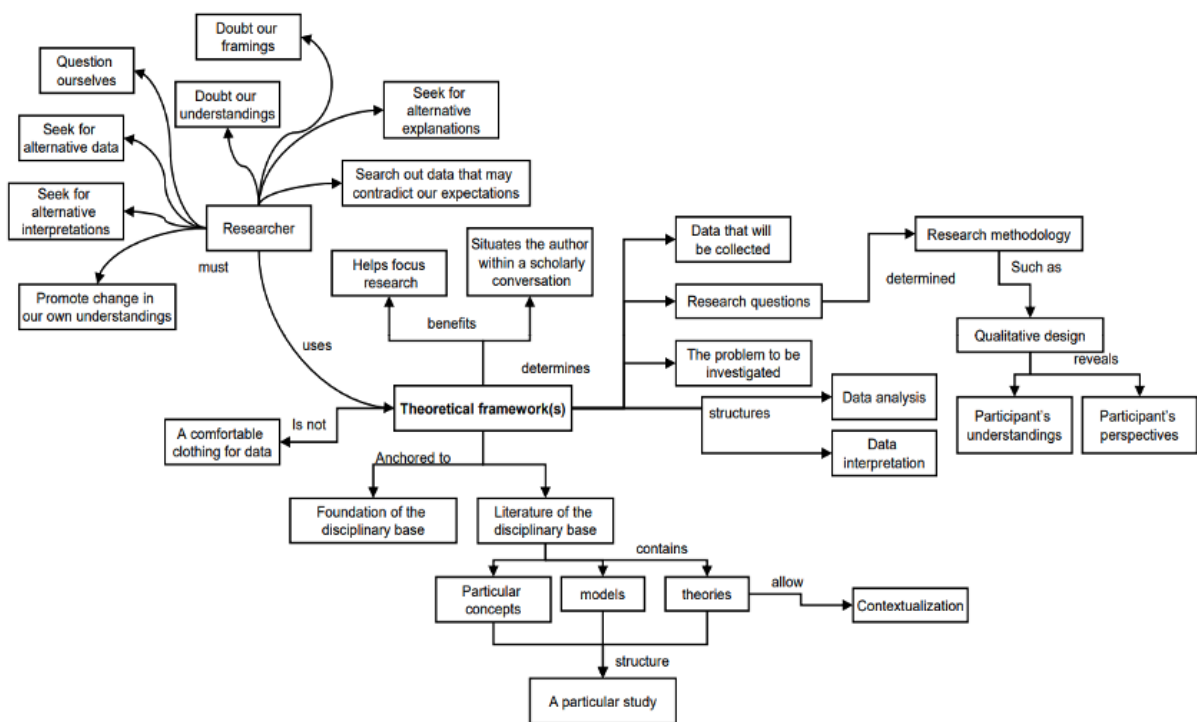 Doubt our
framings
Question
ourselves
Doubt our
understandings
Seek for
alternative
explanations
Seek for
alternative data
Search out data that may
contradict our expectations
Seek for
alternative
interpretations
Researcher
must
Promote change in
our own understandings
uses
Helps focus
research
Situates the author
within a scholarly
conversation
benefits
Data that will
be collected
Research questions
determined
Research methodology
Such as
Qualitative design
reveals
Participant's
understandings
Participant's
perspectives
determines
The problem to be
investigated
Theoretical framework(s)
structures
Data analysis
Data
interpretation
Is not
A comfortable
clothing for data
Anchored to
Foundation of the
disciplinary base
Literature of the
disciplinary base
contains
Particular
concepts
models
theories
allow
Contextualization
structure
A particular study